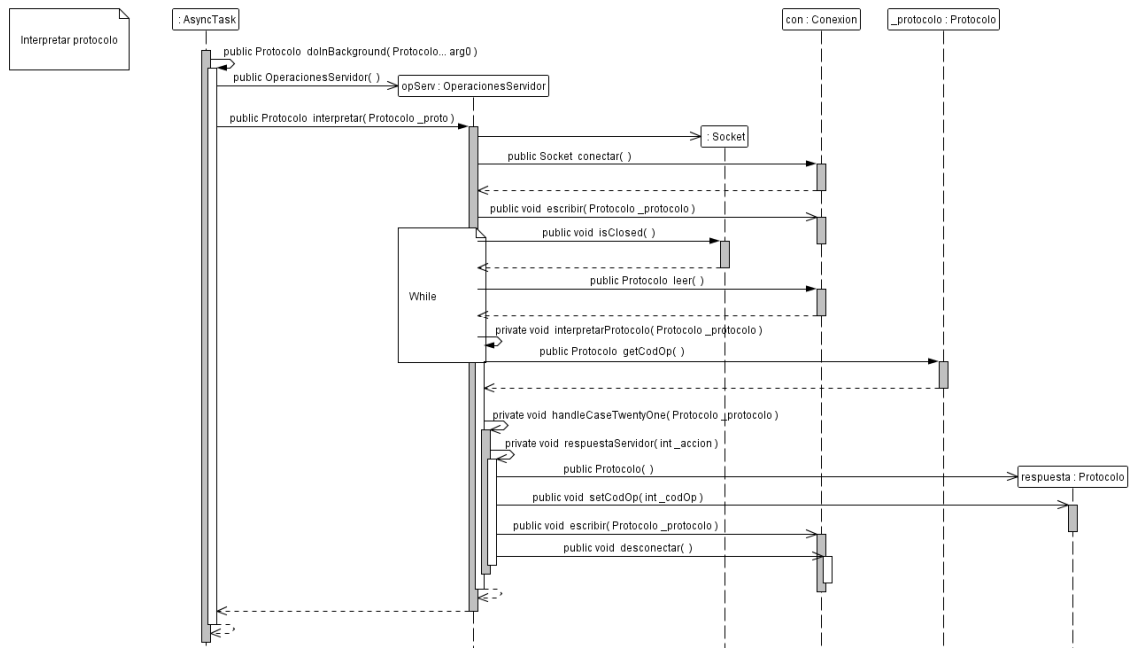 Interpretar protocolo
: AsyncTask
con : Conexion
_protocolo : Protocolo
public Protocolo doInBackground( Protocolo... arg0 )
public OperacionesServidor( )
opServ : OperacionesServidor
public Protocolo interpretar( Protocolo _proto )
: Socket
public Socket conectar( )
public void escribir( Protocolo _protocolo )
public void isClosed( )
public Protocolo leer( )
While
private void interpretarProtocolo( Protocolo _protocolo )
public Protocolo getCodOp( )
private void handleCaseTwentyOne( Protocolo _protocolo )
private void respuestaServidor( int _accion )
public Protocolo( )
respuesta : Protocolo
public void setCodOp( int _codOp )
public void escribir( Protocolo _protocolo )
public void desconectar( )